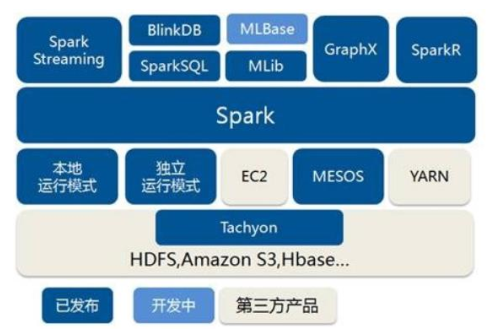 Spark
Streaming
BlinkDB
MLBase
GraphX
SparkR
SparkSQL
MLib
Spark
本地
运行模式
独立
运行模式
EC2
MESOS
YARN
Tachyon
HDFS,Amazon S3,Hbase...
已发布
开发中
第三方产品